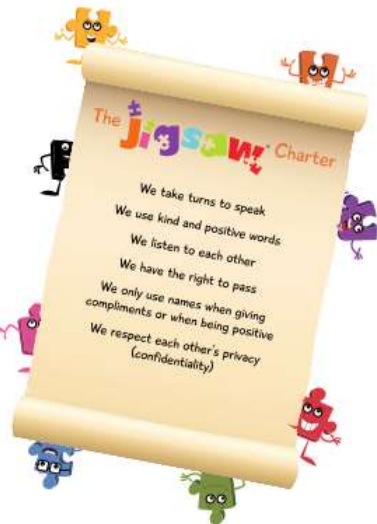 The Jigsaw Charter
We take turns to speak
We use kind and positive words
We listen to each other
We have the right to pass
We only use names when giving
compliments or when being positive
We respect each other's privacy
(confidentiality)